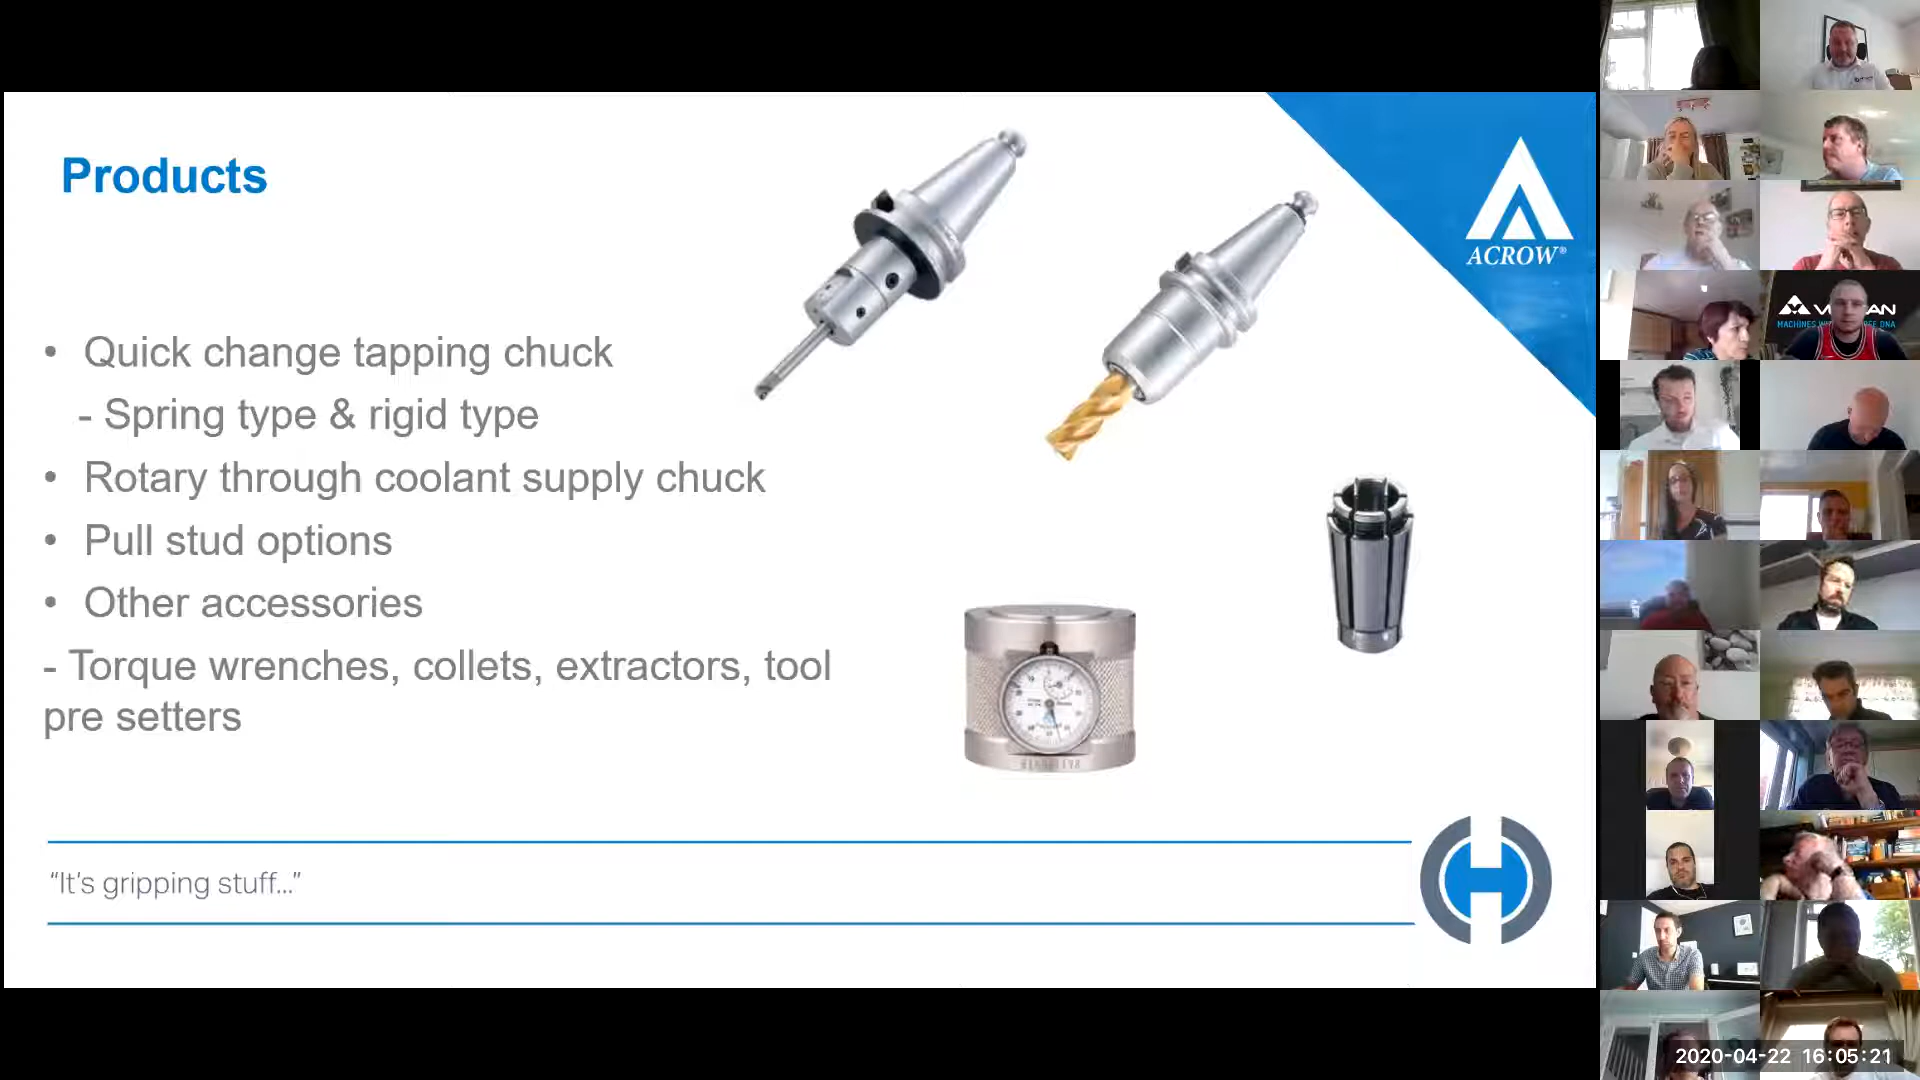 Products
ACROW®
• Quick change tapping chuck
- Spring type & rigid type
• Rotary through coolant supply chuck
• Pull stud options
• Other accessories
- Torque wrenches, collets, extractors, tool
pre setters
“It's gripping stuff...”
2020-04-22 16:05:21